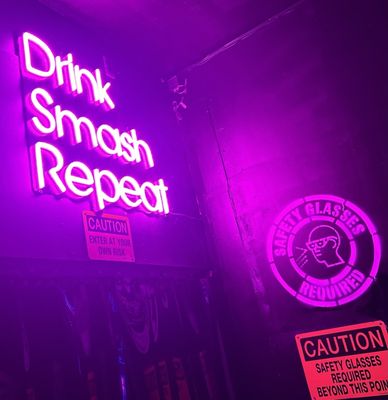 Drink
Smash
Repeat
CAUTION
ENTER AT YOUR
OWN RISK
SAFETY GLASSES
REQUIRED
CAUTION
SAFETY GLASSES
REQUIRED
BEYOND THIS POIN